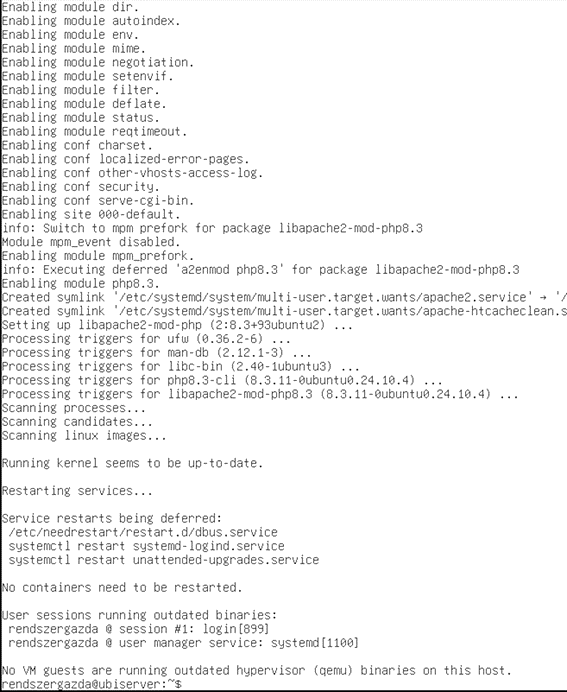 Enabling module dir.
Enabling module autoindex.
Enabling module env.
Enabling module mime.
Enabling module negotiation.
Enabling module setenvif.
Enabling module filter.
Enabling module deflate.
Enabling module status.
Enabling module reqtimeout.
Enabling conf charset.
Enabling conf localized-error-pages.
Enabling conf other-vhosts-access-log.
Enabling conf security.
Enabling conf serve-cgi-bin.
Enabling site 000-default.
info: Switch to mpm prefork for package libapache2-mod-php8.3
Module mpm_event disabled.
Enabling module mpm_prefork.
info: Executing deferred 'a2enmod php8.3' for package libapache2-mod-php8.3
Enabling module php8.3.
Created symlink '/etc/systemd/system/multi-user.target.wants/apache2.service' → '/
Created symlink '/etc/systemd/system/multi-user.target.wants/apache-htcacheclean.s
Setting up libapache2-mod-php (2:8.3+93ubuntu2) ...
Processing triggers for ufw (0.36.2-6) ...
Processing triggers for man-db (2.12.1-3) ...
Processing triggers for libc-bin (2.40-1ubuntu3) ...
Processing triggers for php8.3-cli (8.3.11-0ubuntu0.24.10.4) ...
Processing triggers for libapache2-mod-php8.3 (8.3.11-0ubuntu0.24.10.4) ...
Scanning processes...
Scanning candidates...
Scanning linux images...
Running kernel seems to be up-to-date.
Restarting services...
Service restarts being deferred:
/etc/needrestart/restart.d/dbus.service
systemctl restart systemd-logind.service
systemctl restart unattended-upgrades.service
No containers need to be restarted.
User sessions running outdated binaries:
rendszergazda @ session #1: login[899]
rendszergazda @ user manager service: systemd[1100]
No VM guests are running outdated hypervisor (qemu) binaries on this host.
rendszergazda@ubiserver:~$